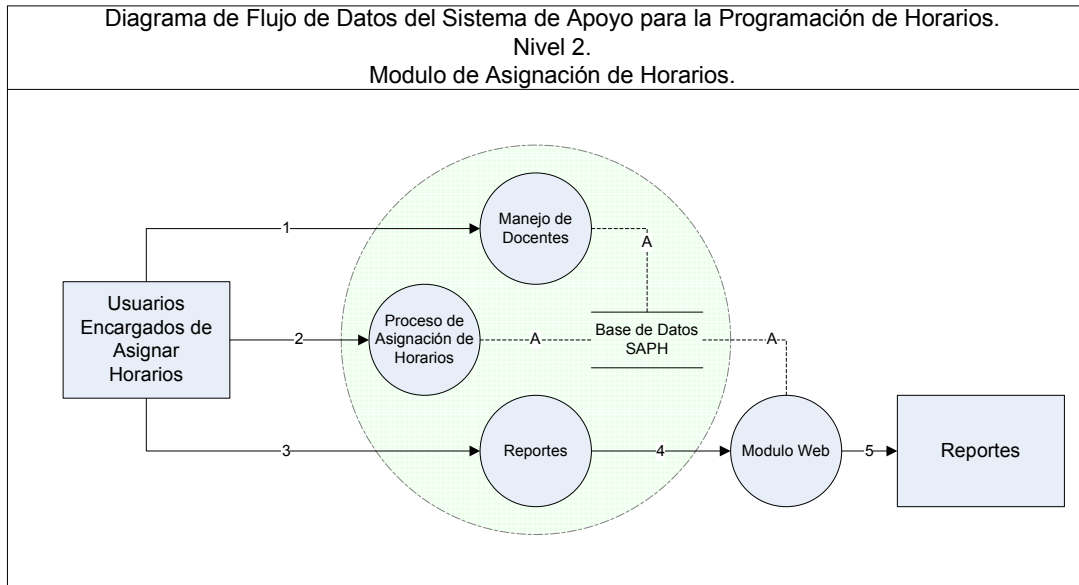 Diagrama de Flujo de Datos del Sistema de Apoyo para la Programación de Horarios.
Nivel 2.
Modulo de Asignación de Horarios.
1
Manejo de
Docentes
A
Usuarios
Encargados de
Asignar
Horarios
2
Proceso de
Asignación de
Horarios
A
Base de Datos
SAPH
A
3
Reportes
4
Modulo Web
5
Reportes